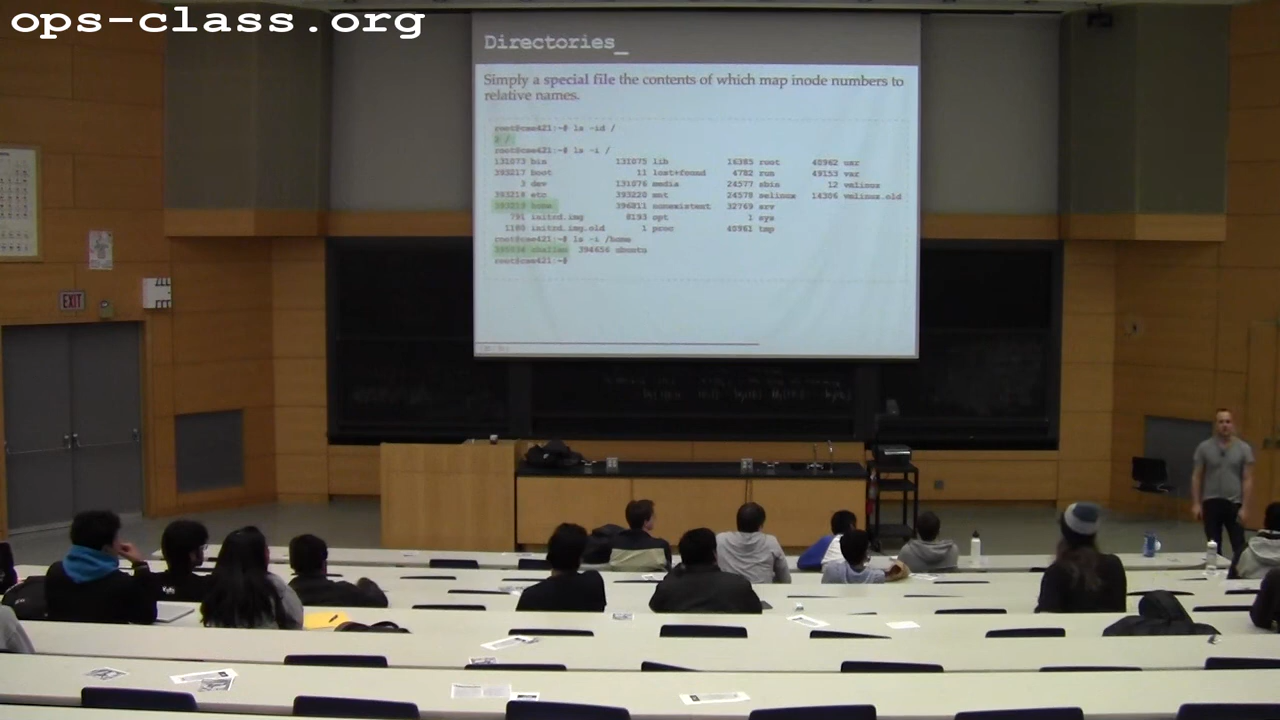 ops-class.org
Directories_
Simply a special file the contents of which map inode numbers to
relative names.
root@cse421:~# ls -id /
2 /
root@cse421:~# ls -i /
131073 bin 131075 lib 16385 root 40962 usr
393217 boot 11 lost+found 4782 run 49153 var
3 dev 131076 media 24577 sbin 12 vmlinuz
393218 etc 393220 mnt 24578 selinux 14306 vmlinuz.old
393219 home 396811 nonexistent 32769 srv
791 initrd.img 8193 opt 1 sys
1180 initrd.img.old 1 proc 40961 tmp
root@cse421:~# ls -i /home
challen 394656 ubuntu
root@cse421:~#
EXIT